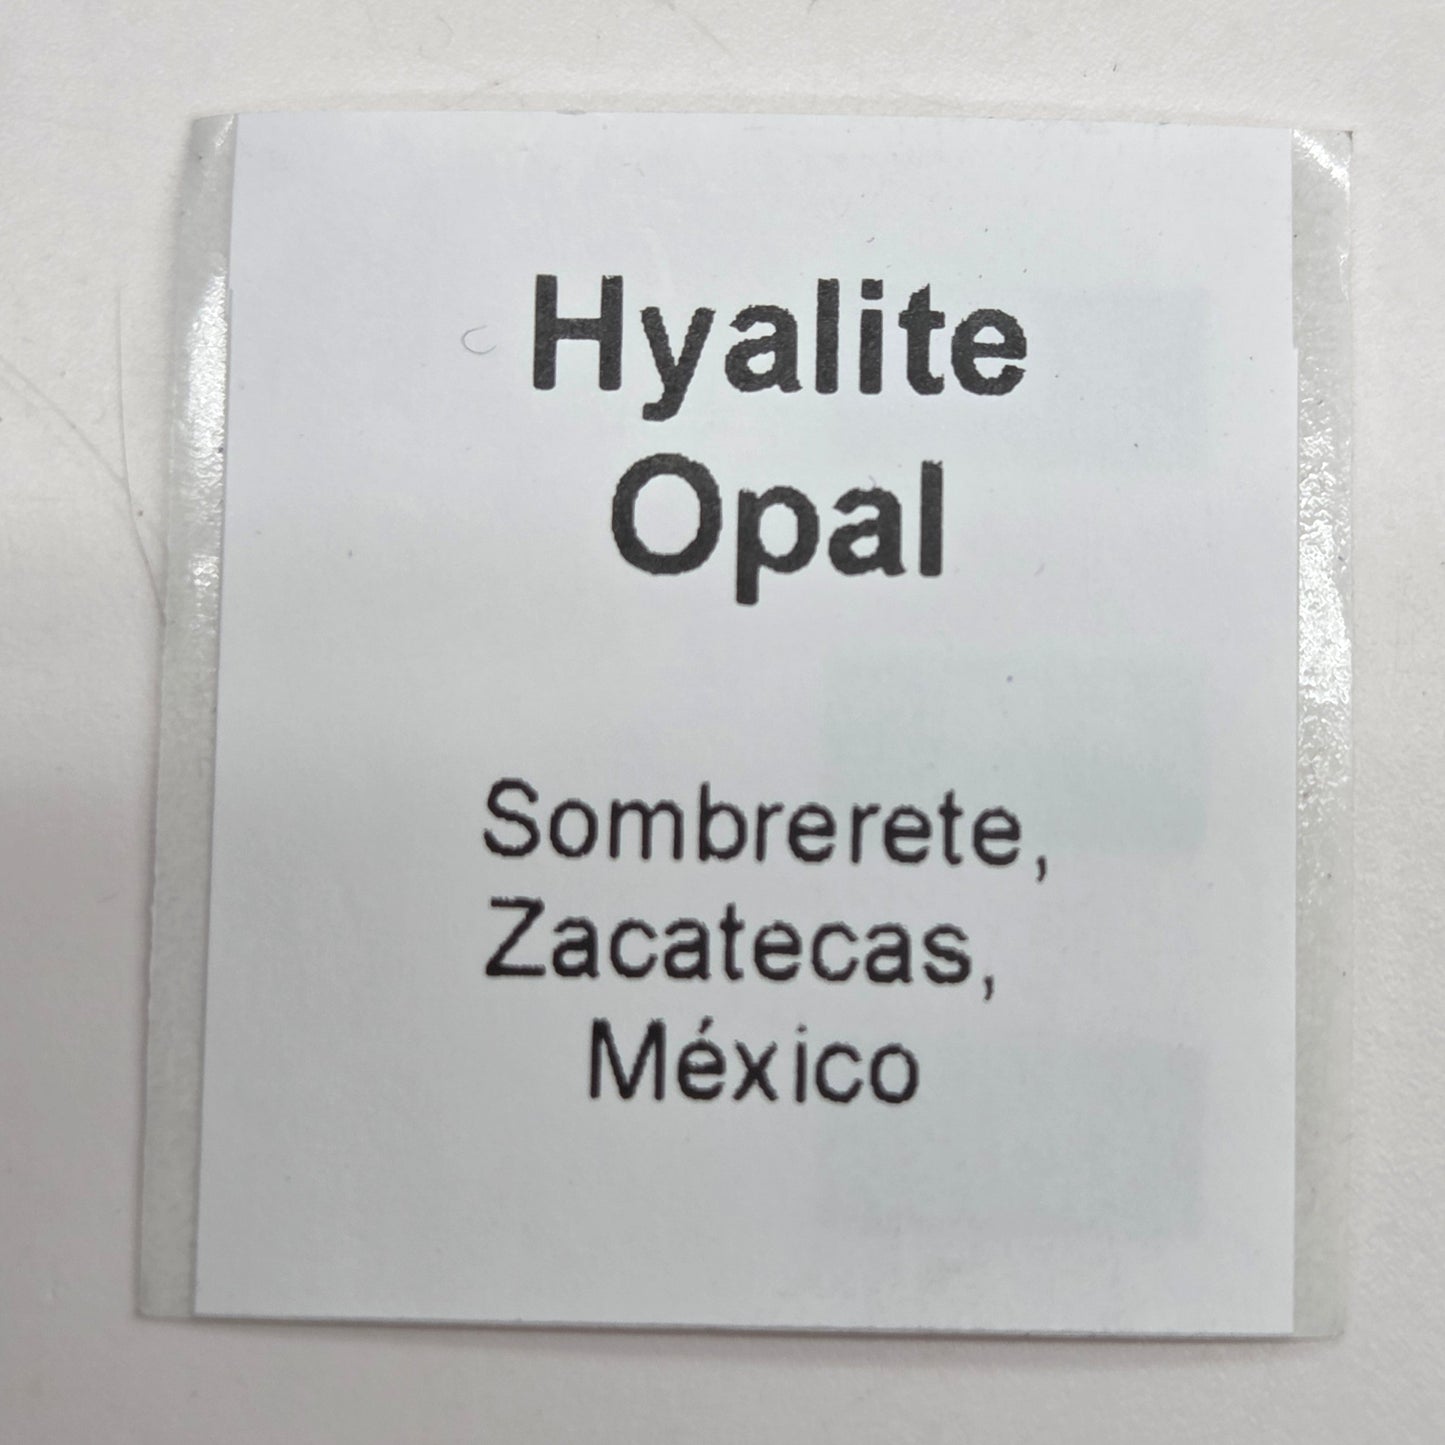 Hyalite
Opal
Sombrerete,
Zacatecas,
México